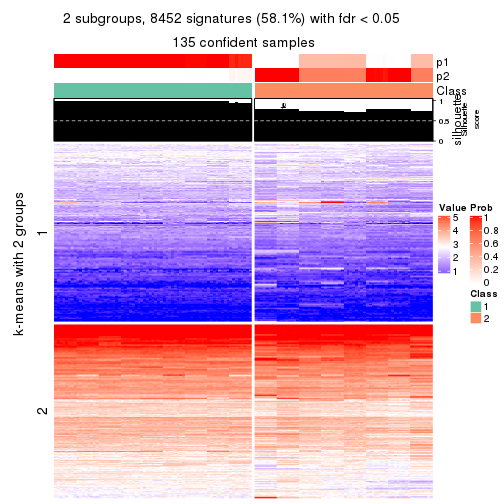 2 subgroups, 8452 signatures (58.1%) with fdr < 0.05
135 confident samples
p1
p2
Class
1
0.5
0
silhouette
Silhouette
score
k-means with 2 groups
1
2
Value
5
4
3
2
1
Prob
1
0.8
0.6
0.4
0.2
0
Class
1
2